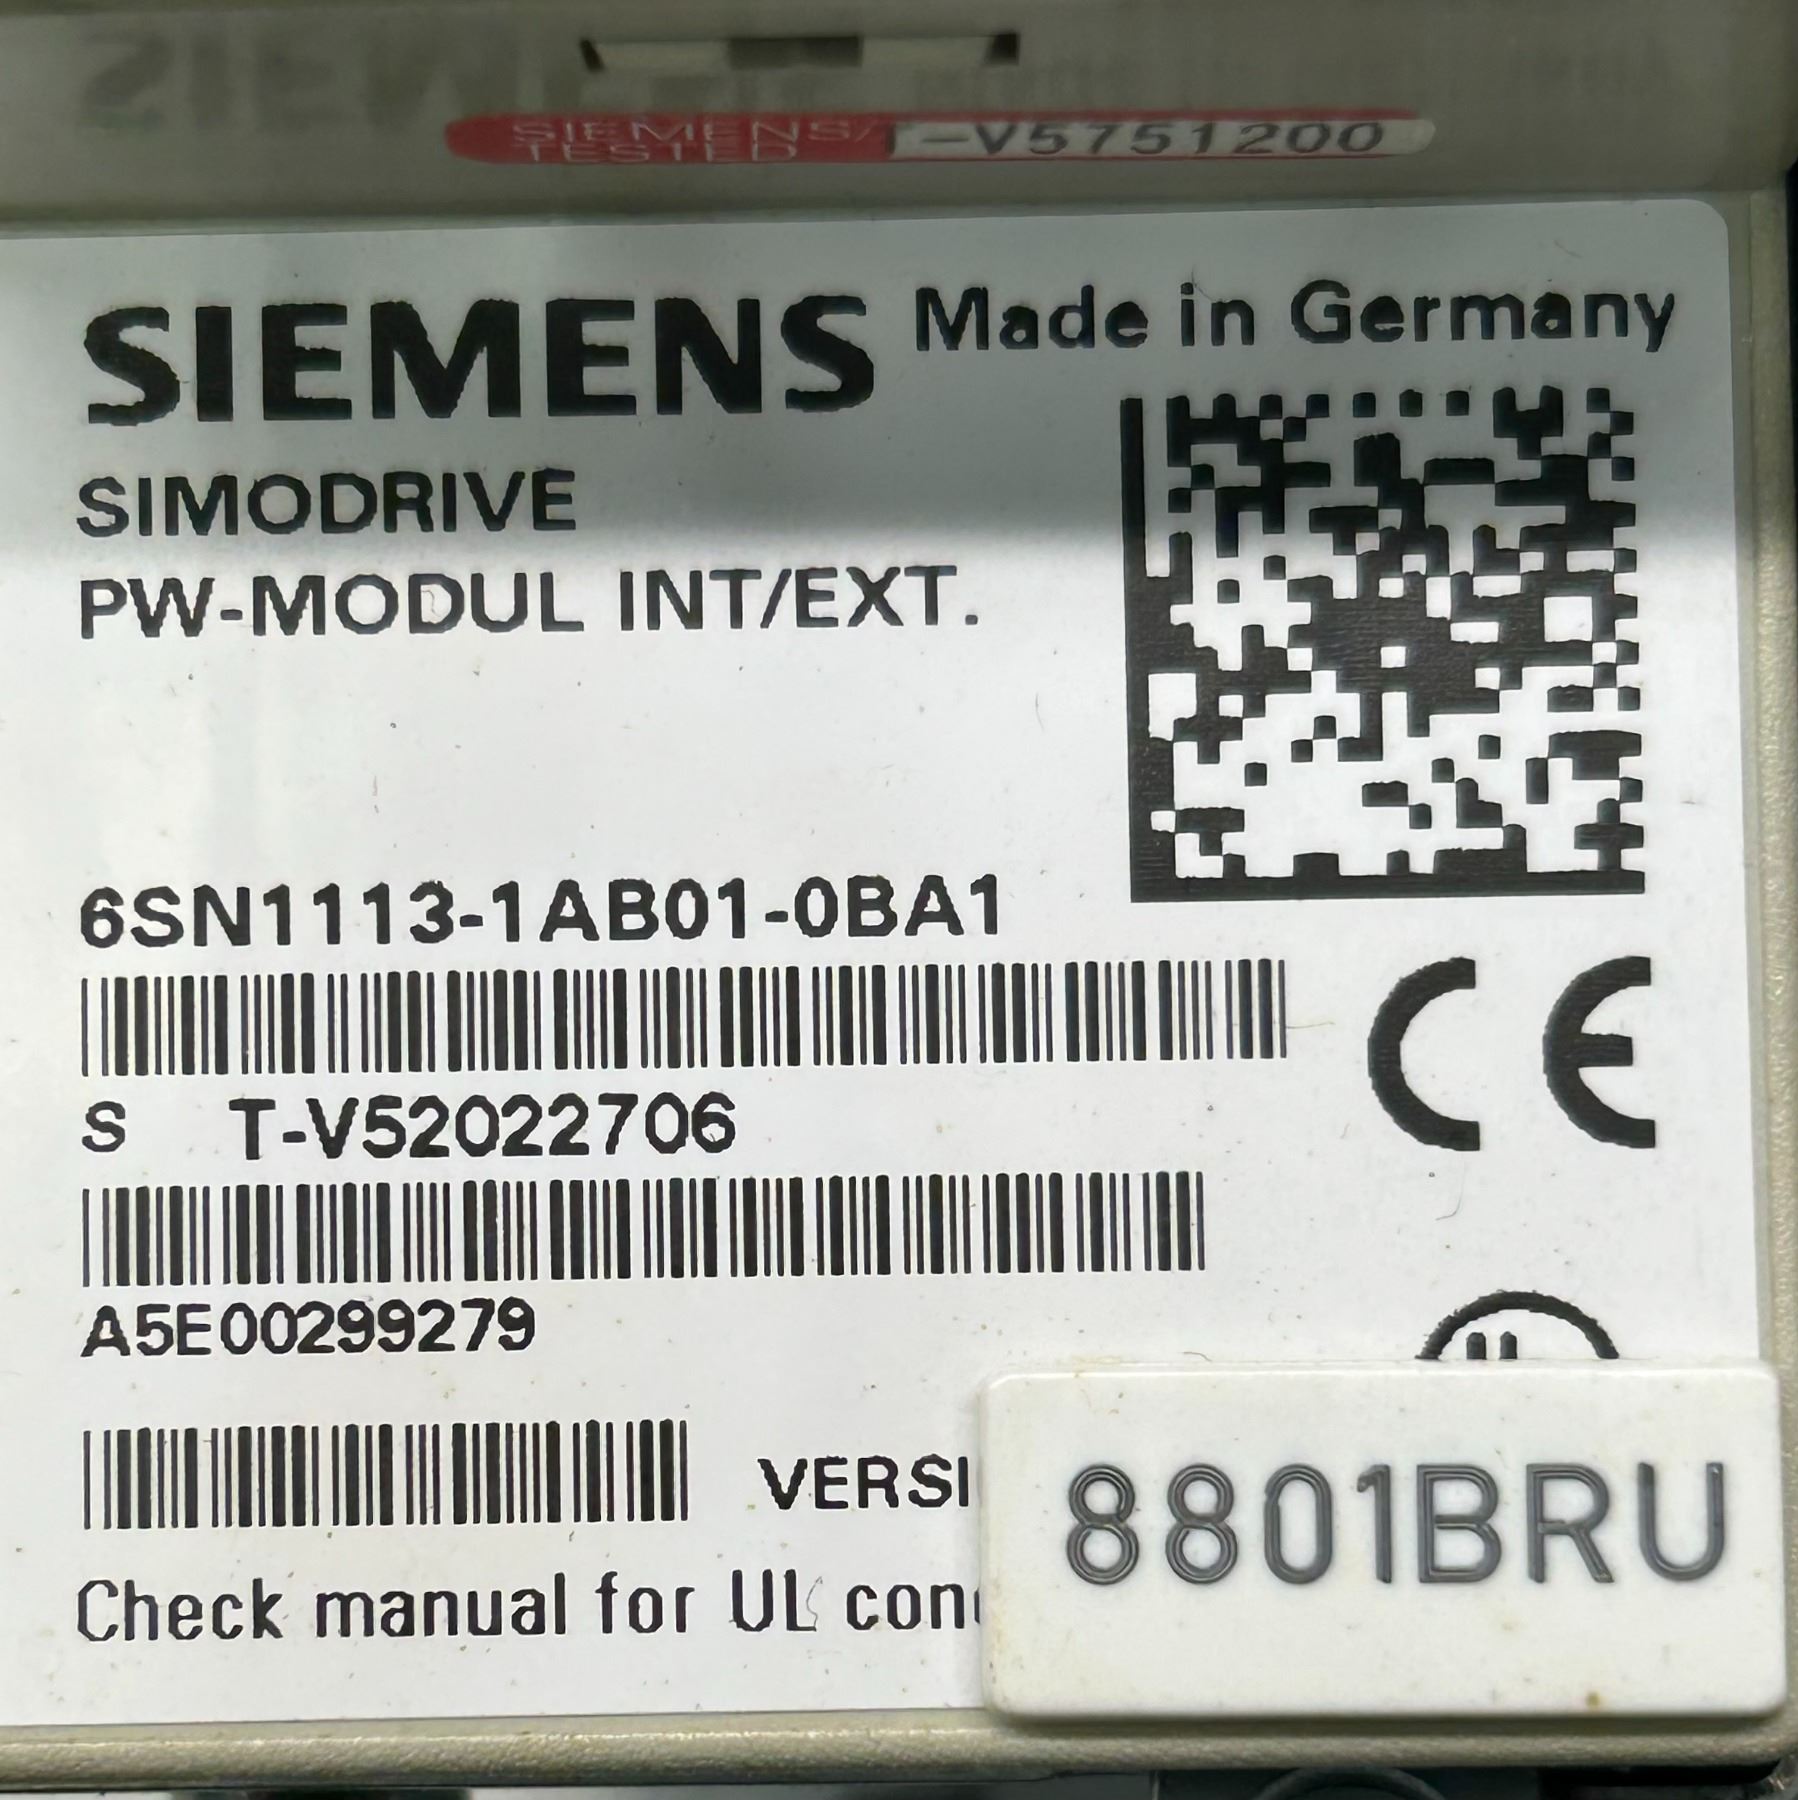 SIEMENS/
TESTED
T-V5751200
SIEMENS Made in Germany
SIMODRIVE
PW-MODUL INT/EXT.
6SN1113-1AB01-0BA1
S T-V52022706
A5E00299279
VERSI
Check manual for UL con
8801BRU